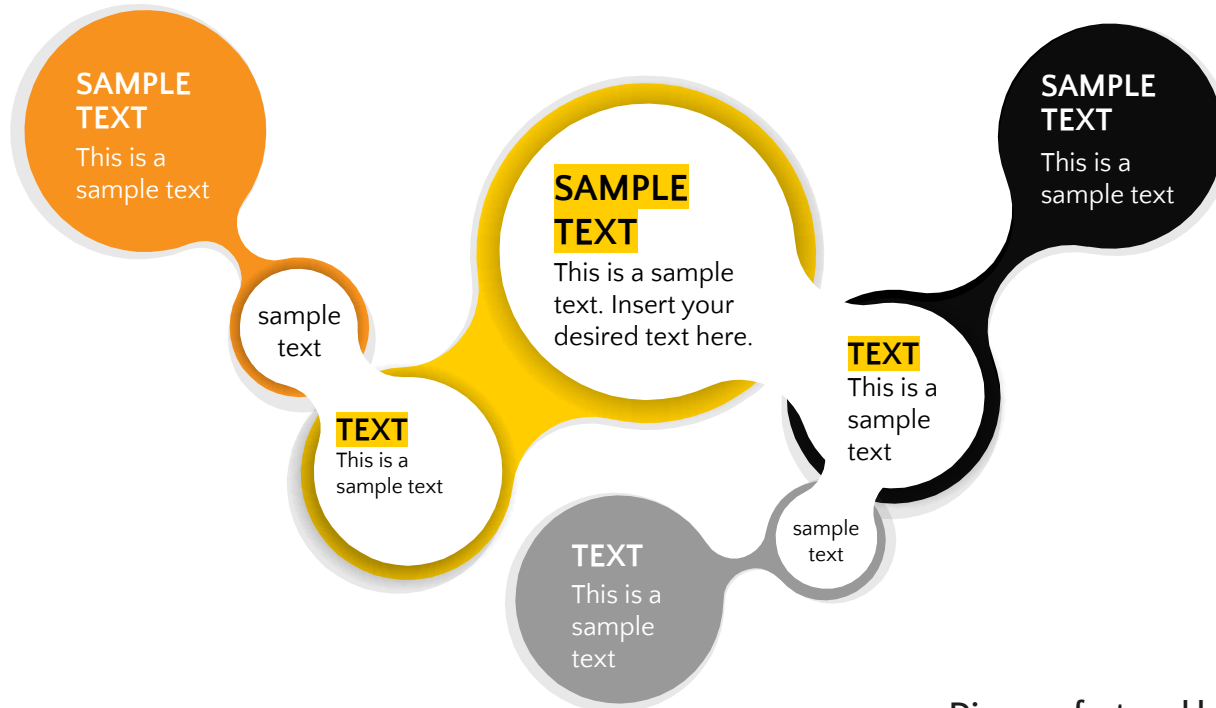 SAMPLE
TEXT
This is a
sample text
sample
text
TEXT
This is a
sample text
SAMPLE
TEXT
This is a sample
text. Insert your
desired text here.
SAMPLE
TEXT
This is a
sample text
TEXT
This is a
sample
text
sample
text
TEXT
This is a
sample
text